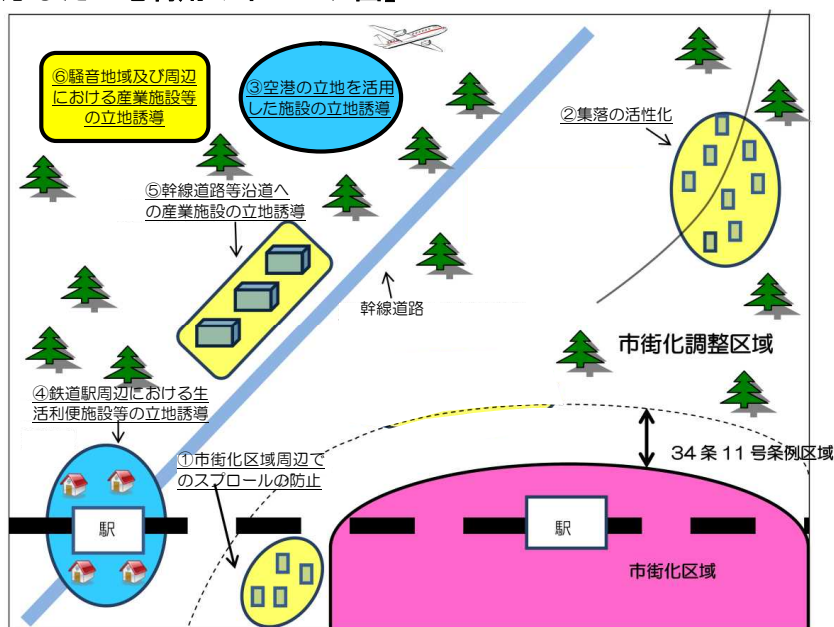 ⑥騒音地域及び周辺
における産業施設等
の立地誘導
③空港の立地を活用
した施設の立地誘導
②集落の活性化
⑤幹線道路等沿道へ
の産業施設の立地誘導
幹線道路
市街化調整区域
④鉄道駅周辺における生
活利便施設等の立地誘導
①市街化区域周辺で
のスプロールの防止
34条11号条例区域
駅
駅
市街化区域